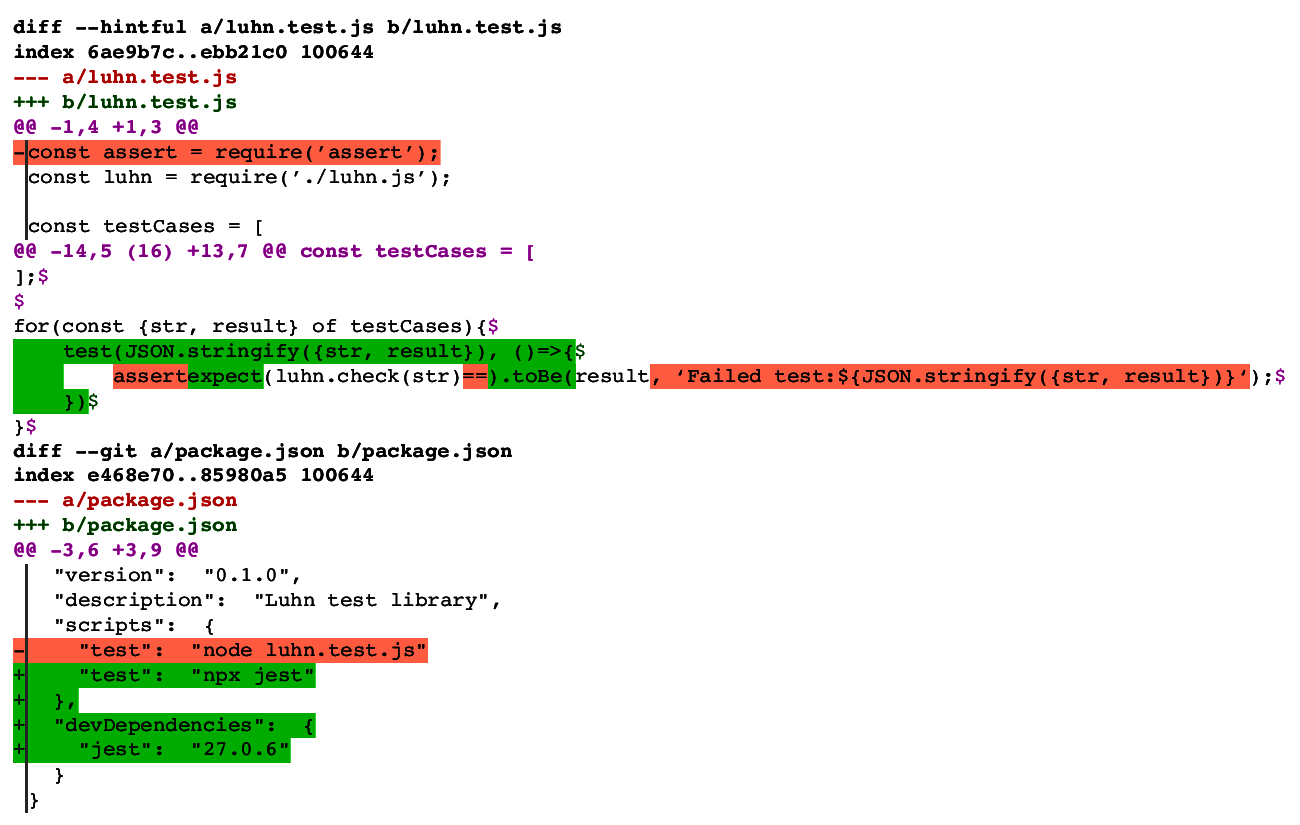 diff --hintful a/luhn.test.js b/luhn.test.js
index 6ae9b7c..ebb21c0 100644
--- a/luhn.test.js
+++ b/luhn.test.js
@@ -1,4 +1,3 @@
-const assert = require(’assert’);
const luhn = require(’./luhn.js’);
const testCases = [
@@ -14,5 (16) +13,7 @@ const testCases = [
];$
$
for(const {str, result} of testCases){$
    test(JSON.stringify({str, result}), ()=>{$
        assertexpect(luhn.check(str)==).toBe(result, ‘Failed test:${JSON.stringify({str, result})}‘);$
    })$
}$
diff --git a/package.json b/package.json
index e468e70..85980a5 100644
--- a/package.json
+++ b/package.json
@@ -3,6 +3,9 @@
  "version":  "0.1.0",
  "description":  "Luhn test library",
  "scripts":  {
-    "test":  "node luhn.test.js"
+    "test":  "npx jest"
+  },
+  "devDependencies":  {
+    "jest":  "27.0.6"
  }
}